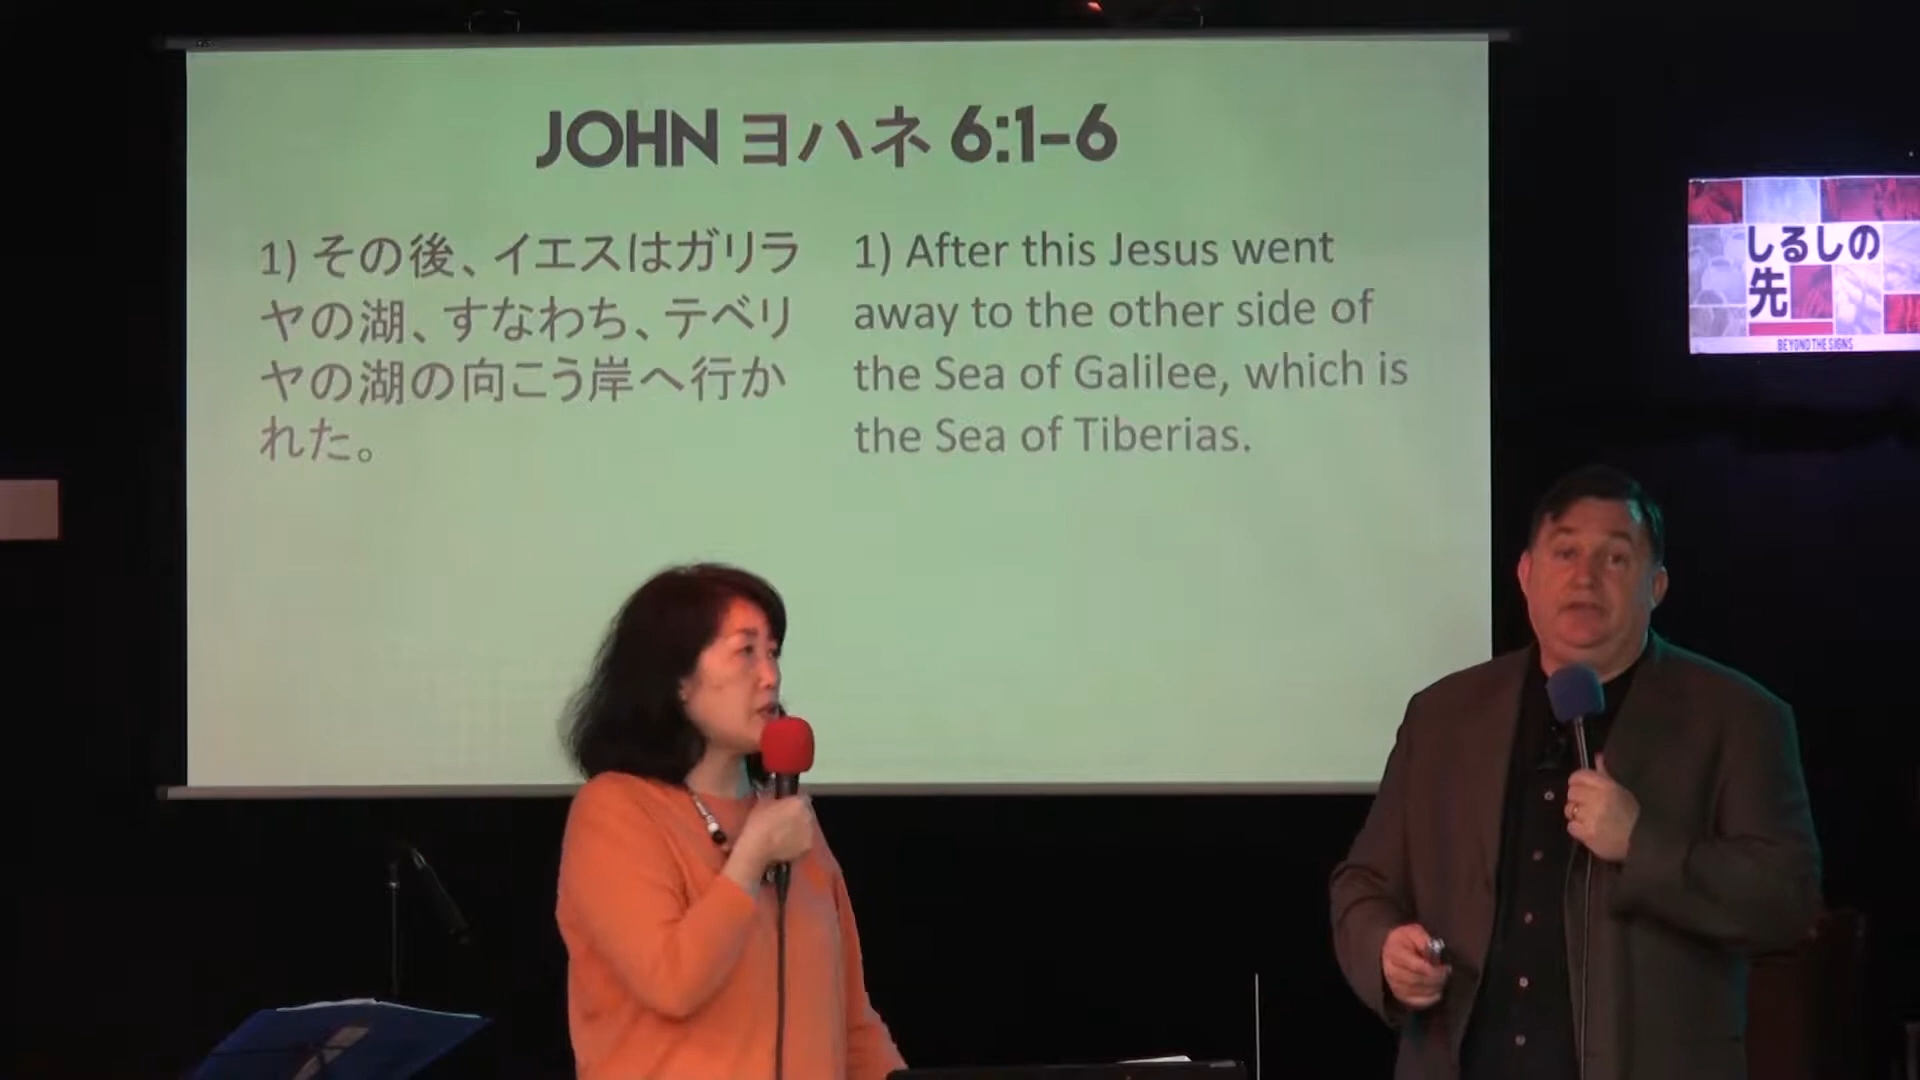 JOHN ヨハネ 6:1-6
1) その後、イエスはガリラ
ヤの湖、すなわち、テベリ
ヤの湖の向こう岸へ行か
れた。
1) After this Jesus went
away to the other side of
the Sea of Galilee, which is
the Sea of Tiberias.
しるしの
先
BEYOND THE SIGNS